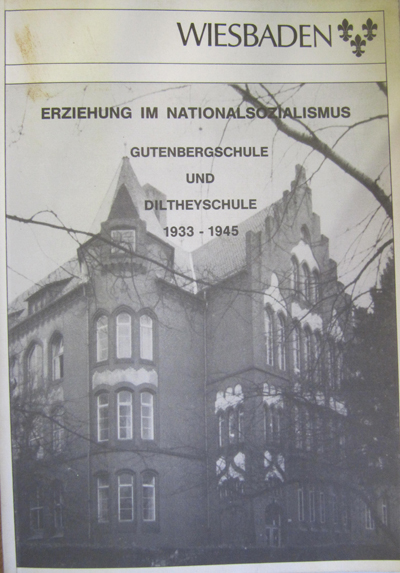 WIESBADEN
ERZIEHUNG IM NATIONALSOZIALISMUS
GUTENBERGSCHULE
UND
DILTHEYSCHULE
1933 - 1945